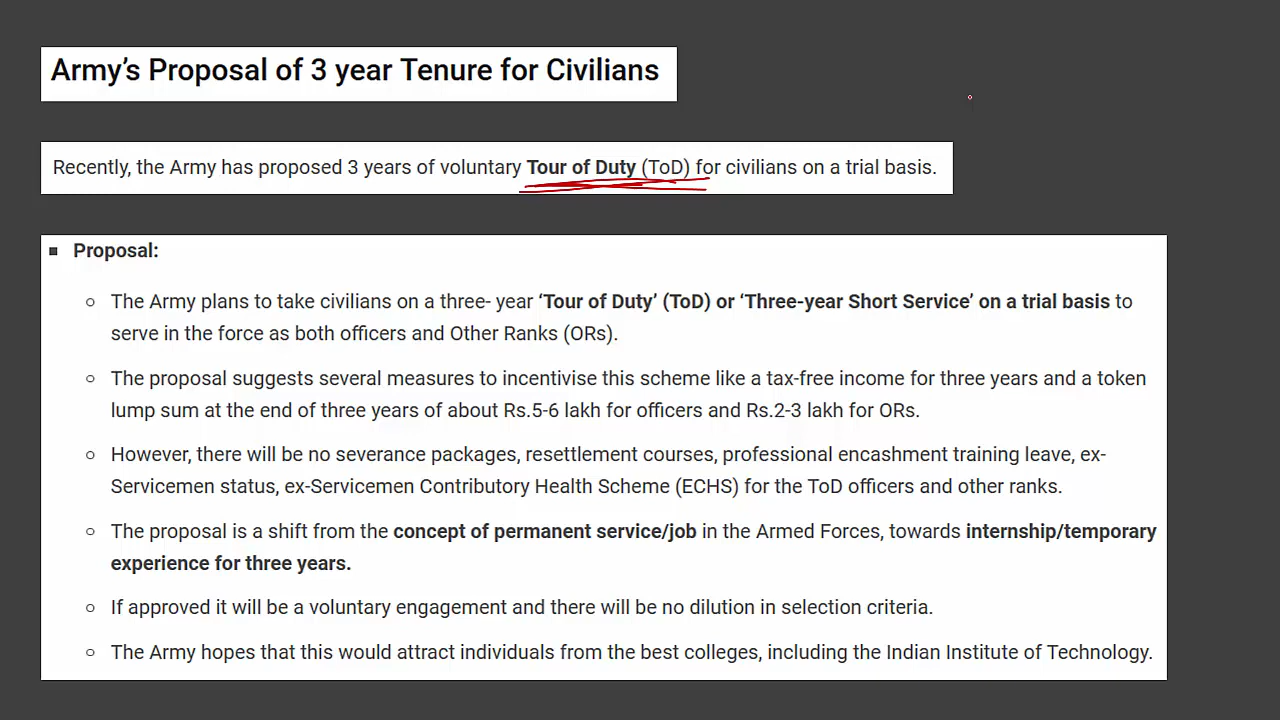 Army’s Proposal of 3 year Tenure for Civilians
Recently, the Army has proposed 3 years of voluntary Tour of Duty (ToD) for civilians on a trial basis.
▪ Proposal:
○ The Army plans to take civilians on a three- year ‘Tour of Duty’ (ToD) or ‘Three-year Short Service’ on a trial basis to
serve in the force as both officers and Other Ranks (ORs).
○ The proposal suggests several measures to incentivise this scheme like a tax-free income for three years and a token
lump sum at the end of three years of about Rs.5-6 lakh for officers and Rs.2-3 lakh for ORs.
○ However, there will be no severance packages, resettlement courses, professional encashment training leave, ex-
Servicemen status, ex-Servicemen Contributory Health Scheme (ECHS) for the ToD officers and other ranks.
○ The proposal is a shift from the concept of permanent service/job in the Armed Forces, towards internship/temporary
experience for three years.
○ If approved it will be a voluntary engagement and there will be no dilution in selection criteria.
○ The Army hopes that this would attract individuals from the best colleges, including the Indian Institute of Technology.